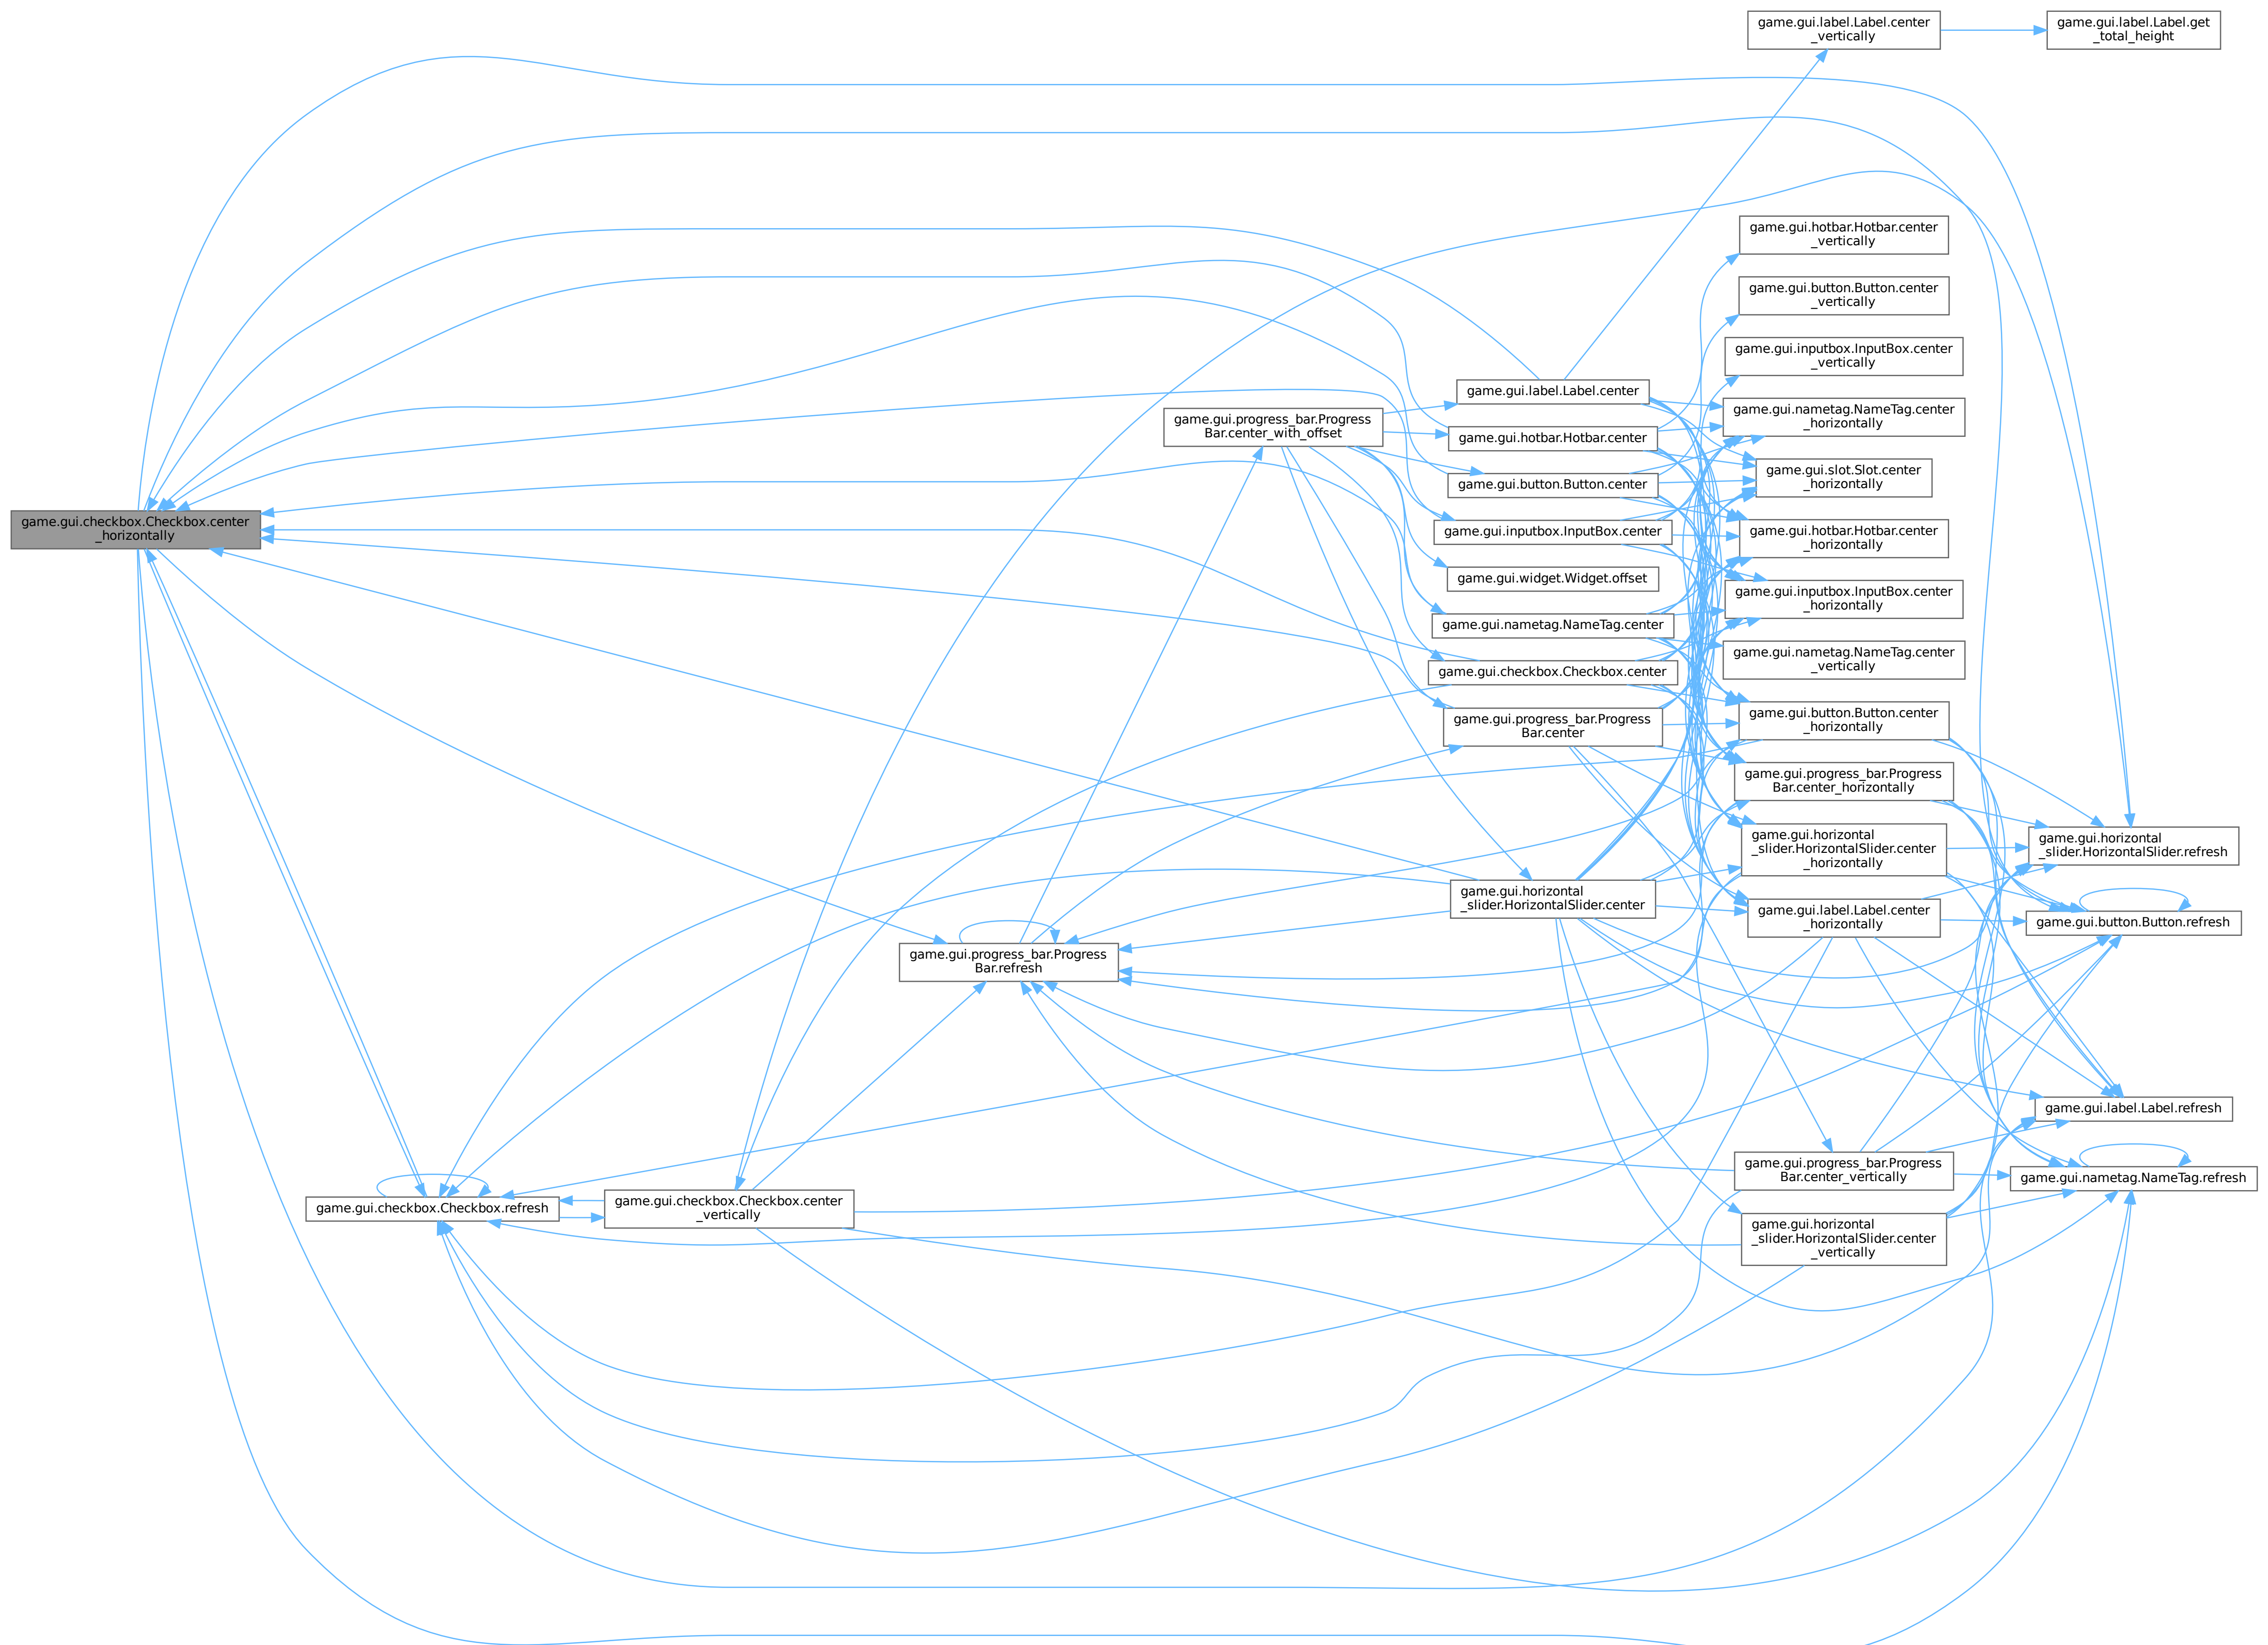 game.gui.label.Label.center
_vertically
game.gui.label.Label.get
_total_height
game.gui.hotbar.Hotbar.center
_vertically
game.gui.button.Button.center
_vertically
game.gui.inputbox.InputBox.center
_vertically
game.gui.label.Label.center
game.gui.nametag.NameTag.center
_horizontally
game.gui.progress_bar.Progress
Bar.center_with_offset
game.gui.hotbar.Hotbar.center
game.gui.slot.Slot.center
_horizontally
game.gui.button.Button.center
game.gui.checkbox.Checkbox.center
_horizontally
game.gui.inputbox.InputBox.center
game.gui.hotbar.Hotbar.center
_horizontally
game.gui.widget.Widget.offset
game.gui.inputbox.InputBox.center
_horizontally
game.gui.nametag.NameTag.center
game.gui.nametag.NameTag.center
_vertically
game.gui.checkbox.Checkbox.center
game.gui.progress_bar.Progress
Bar.center
game.gui.button.Button.center
_horizontally
game.gui.progress_bar.Progress
Bar.center_horizontally
game.gui.horizontal
_slider.HorizontalSlider.center
_horizontally
game.gui.horizontal
_slider.HorizontalSlider.refresh
game.gui.horizontal
_slider.HorizontalSlider.center
game.gui.label.Label.center
_horizontally
game.gui.button.Button.refresh
game.gui.progress_bar.Progress
Bar.refresh
game.gui.label.Label.refresh
game.gui.progress_bar.Progress
Bar.center_vertically
game.gui.nametag.NameTag.refresh
game.gui.checkbox.Checkbox.refresh
game.gui.checkbox.Checkbox.center
_vertically
game.gui.horizontal
_slider.HorizontalSlider.center
_vertically